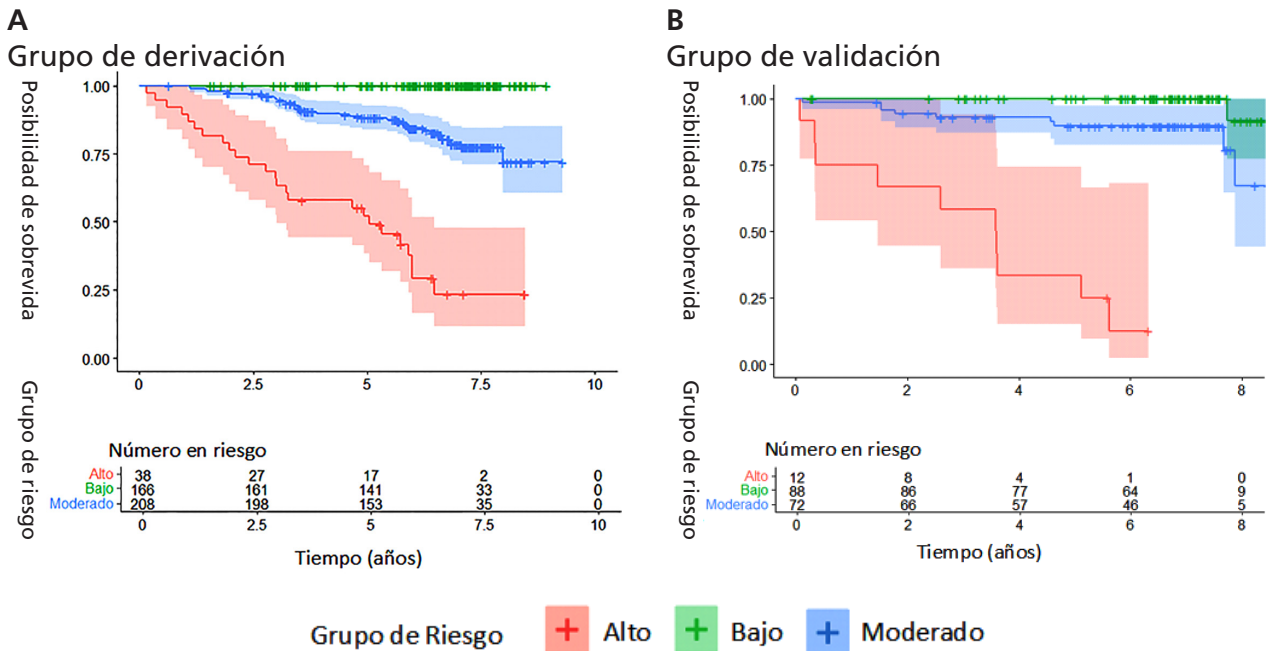 A
Grupo de derivación
Posibilidad de sobrevida
1.00
0.75
0.50
0.25
0.00
0 2.5 5 7.5 10
Grupo de riesgo
Número en riesgo
Alto 38 27 17 2 0
Bajo 166 161 141 33 0
Moderado 208 198 153 35 0
0 2.5 5 7.5 10
Tiempo (años)
B
Grupo de validación
Posibilidad de sobrevida
1.00
0.75
0.50
0.25
0.00
0 2 4 6 8
Grupo de riesgo
Número en riesgo
Alto 12 8 4 1 0
Bajo 88 86 77 64 9
Moderado 72 66 57 46 5
0 2 4 6 8
Tiempo (años)
Grupo de Riesgo Alto Bajo Moderado